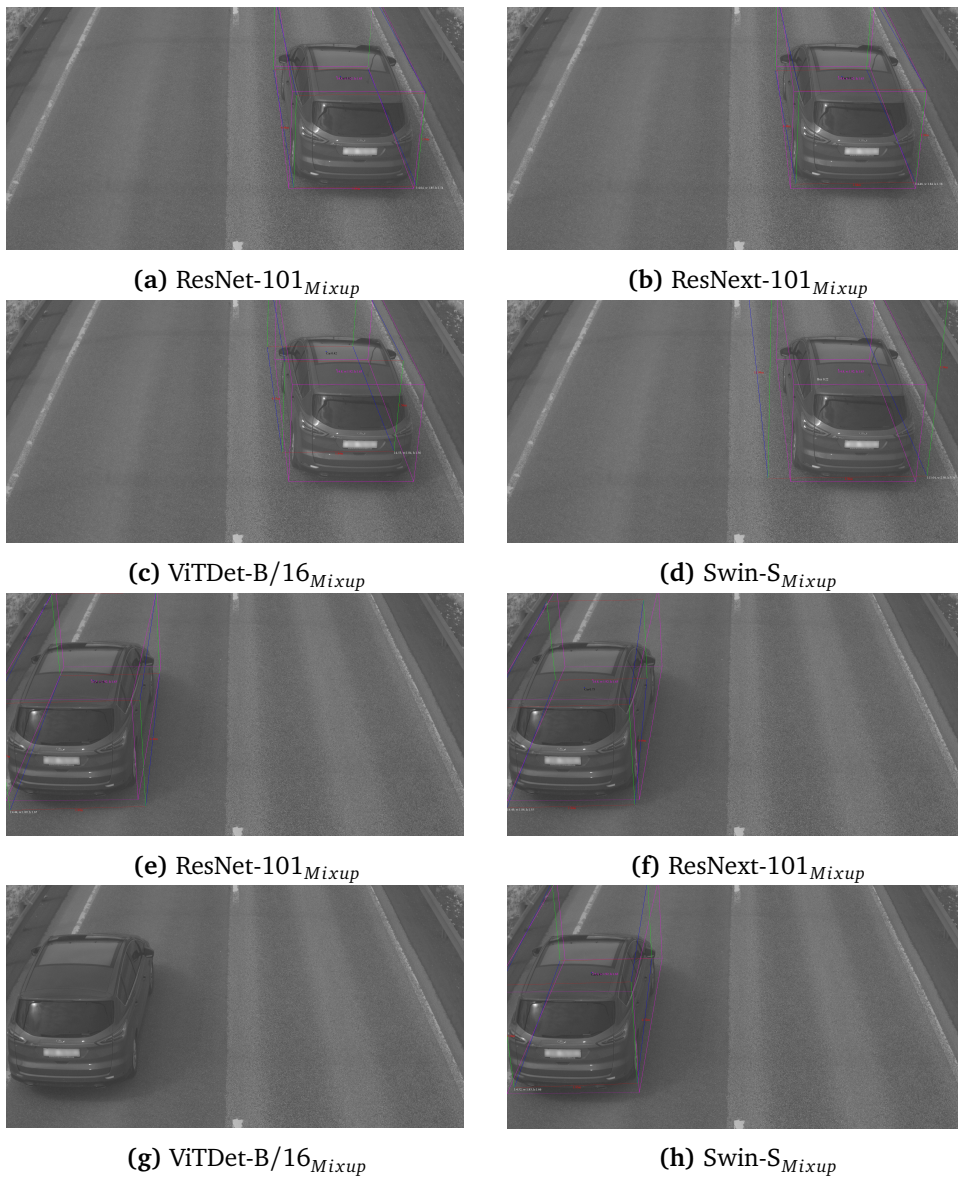 (a) ResNet-101Mixup
(b) ResNext-101Mixup
(c) ViTDet-B/16Mixup
(d) Swin-SMixup
(e) ResNet-101Mixup
(f) ResNext-101Mixup
(g) ViTDet-B/16Mixup
(h) Swin-SMixup